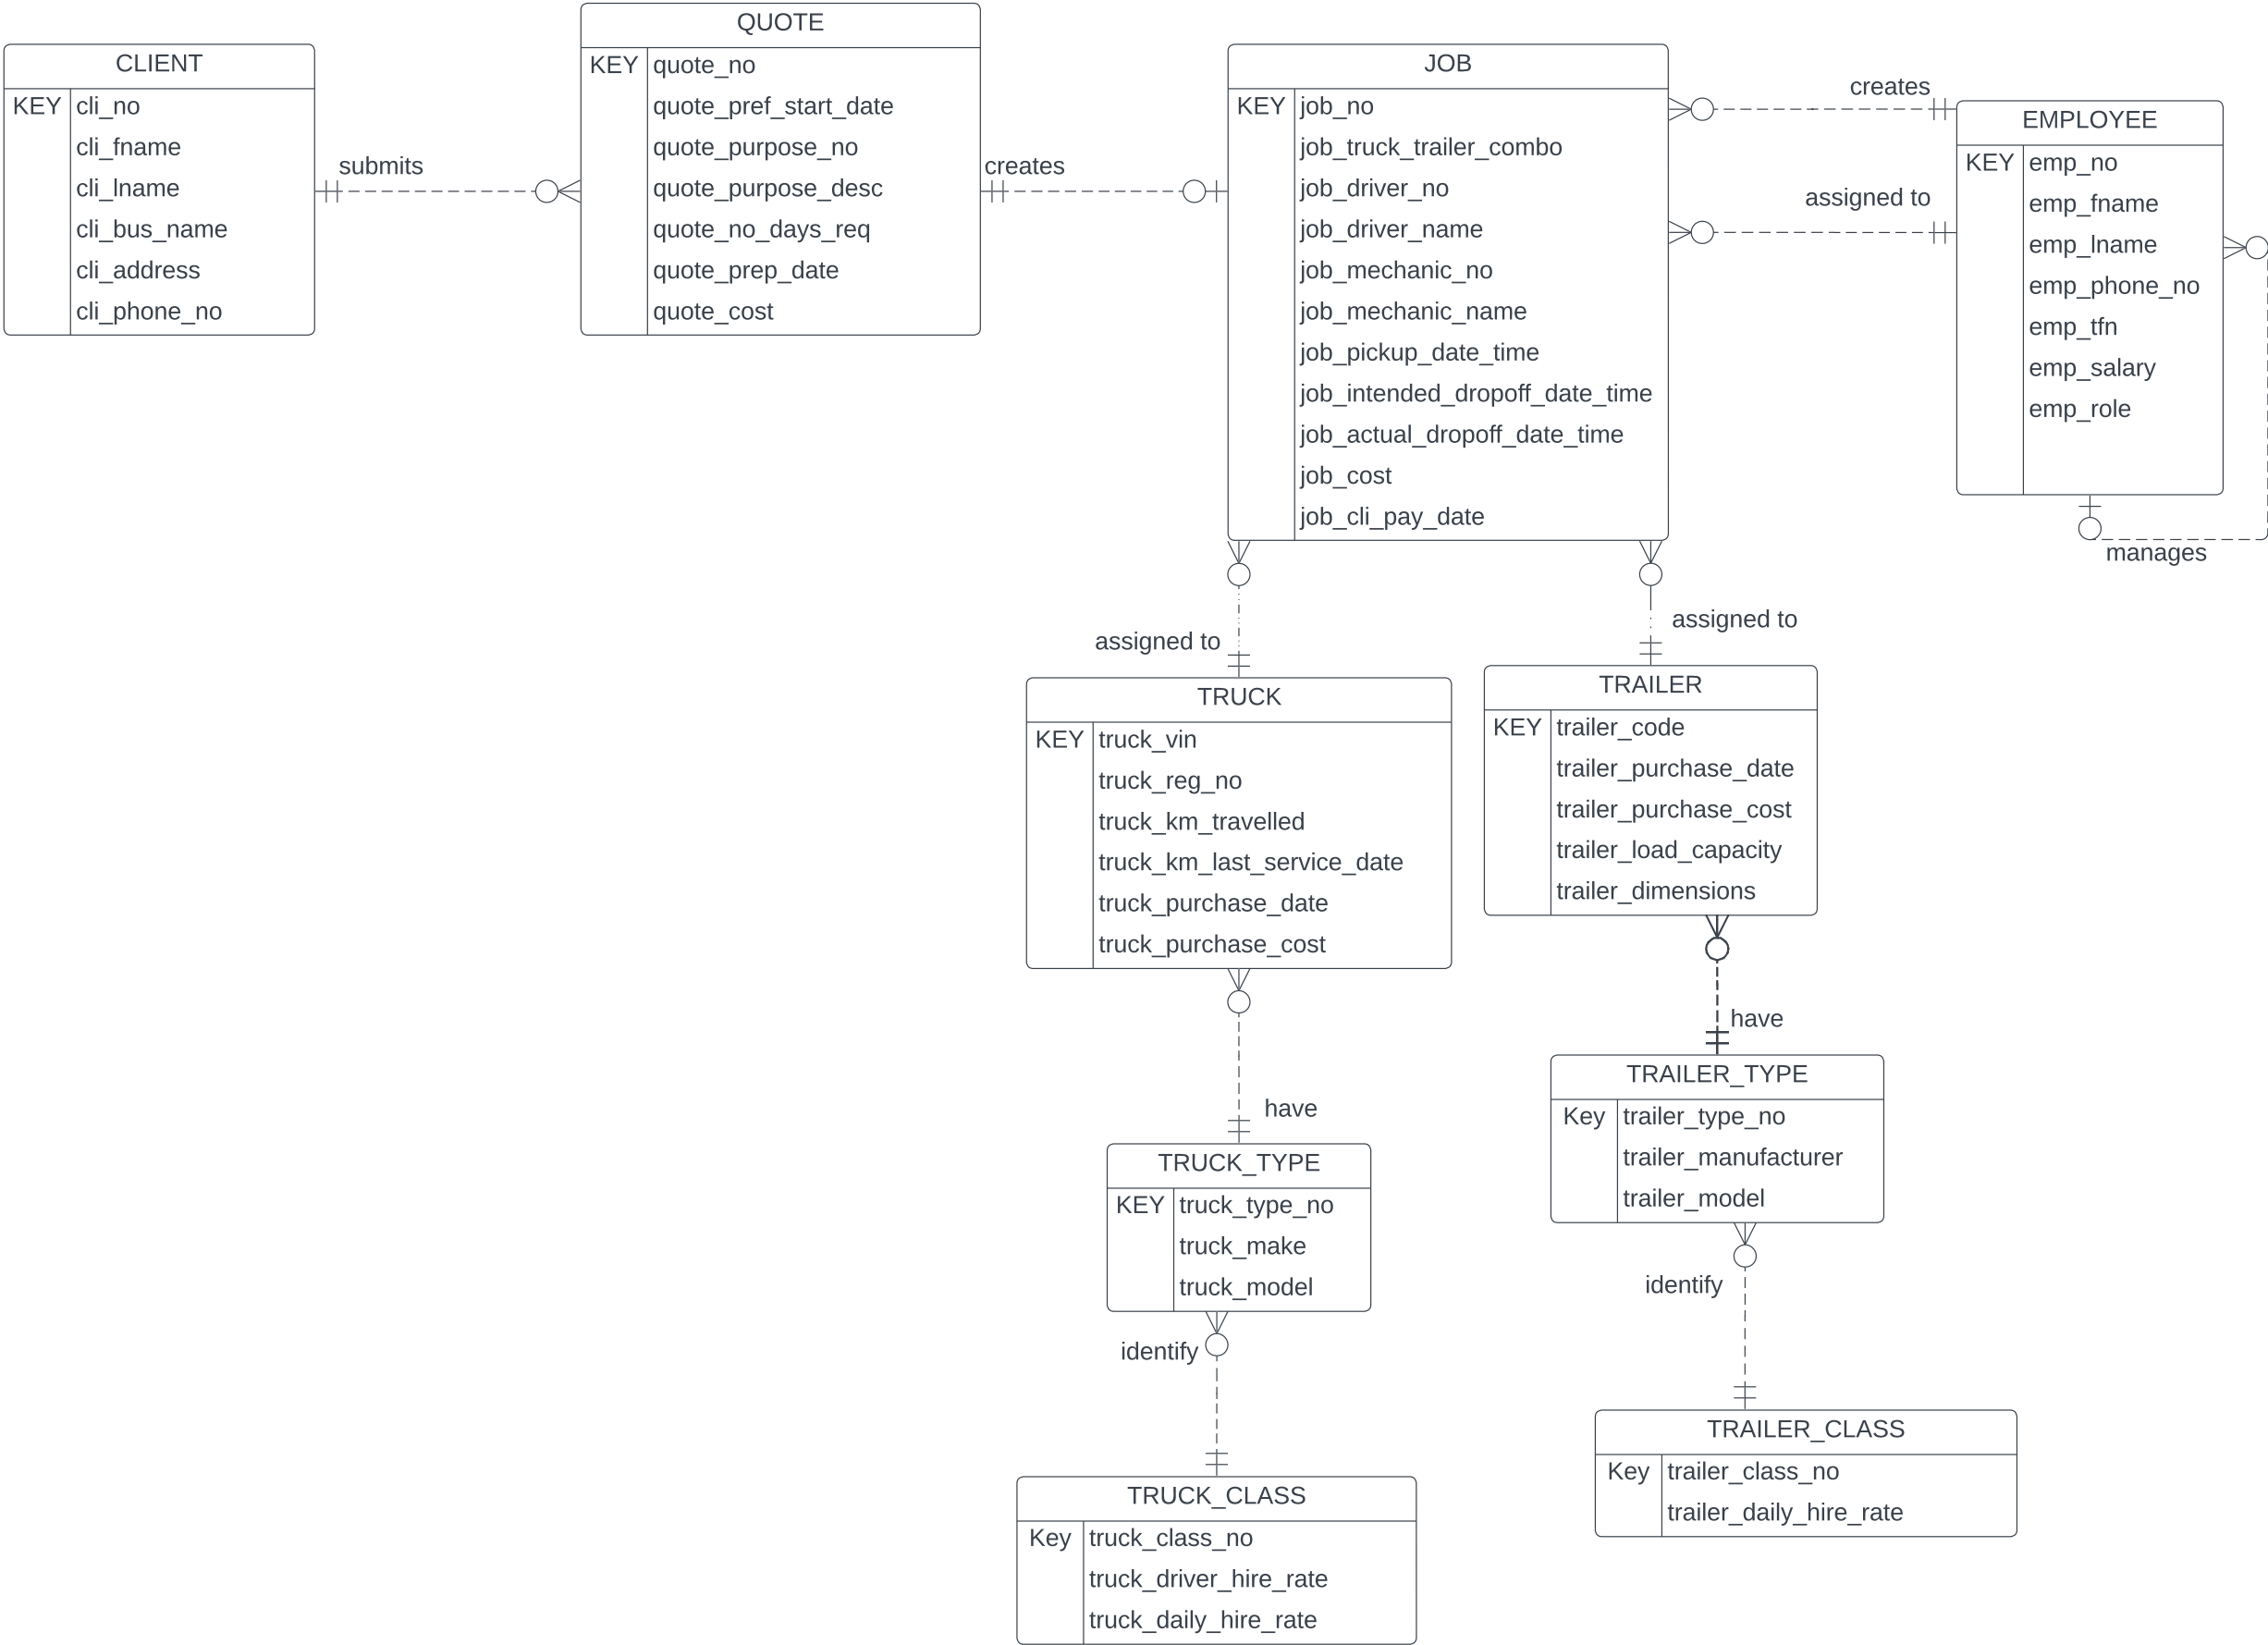 CLIENT
KEY cli_no
cli_fname
cli_lname
cli_bus_name
cli_address
cli_phone_no
submits
QUOTE
KEY quote_no
quote_pref_start_date
quote_purpose_no
quote_purpose_desc
quote_no_days_req
quote_prep_date
quote_cost
creates
JOB
KEY job_no
job_truck_trailer_combo
job_driver_no
job_driver_name
job_mechanic_no
job_mechanic_name
job_pickup_date_time
job_intended_dropoff_date_time
job_actual_dropoff_date_time
job_cost
job_cli_pay_date
creates
assigned to
EMPLOYEE
KEY emp_no
emp_fname
emp_lname
emp_phone_no
emp_tfn
emp_salary
emp_role
manages
assigned to
assigned to
TRUCK
KEY truck_vin
truck_reg_no
truck_km_travelled
truck_km_last_service_date
truck_purchase_date
truck_purchase_cost
TRAILER
KEY trailer_code
trailer_purchase_date
trailer_purchase_cost
trailer_load_capacity
trailer_dimensions
have
have
TRUCK_TYPE
KEY truck_type_no
truck_make
truck_model
TRAILER_TYPE
Key trailer_type_no
trailer_manufacturer
trailer_model
identify
identify
TRUCK_CLASS
Key truck_class_no
truck_driver_hire_rate
truck_daily_hire_rate
TRAILER_CLASS
Key trailer_class_no
trailer_daily_hire_rate